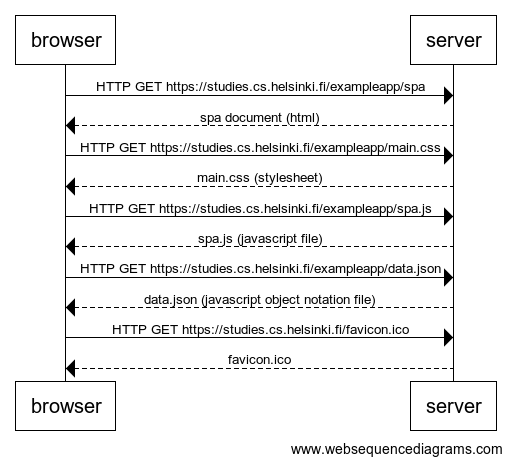 browser server
HTTP GET https://studies.cs.helsinki.fi/exampleapp/spa
spa document (html)
HTTP GET https://studies.cs.helsinki.fi/exampleapp/main.css
main.css (stylesheet)
HTTP GET https://studies.cs.helsinki.fi/exampleapp/spa.js
spa.js (javascript file)
HTTP GET https://studies.cs.helsinki.fi/exampleapp/data.json
data.json (javascript object notation file)
HTTP GET https://studies.cs.helsinki.fi/favicon.ico
favicon.ico
browser server
www.websequencediagrams.com